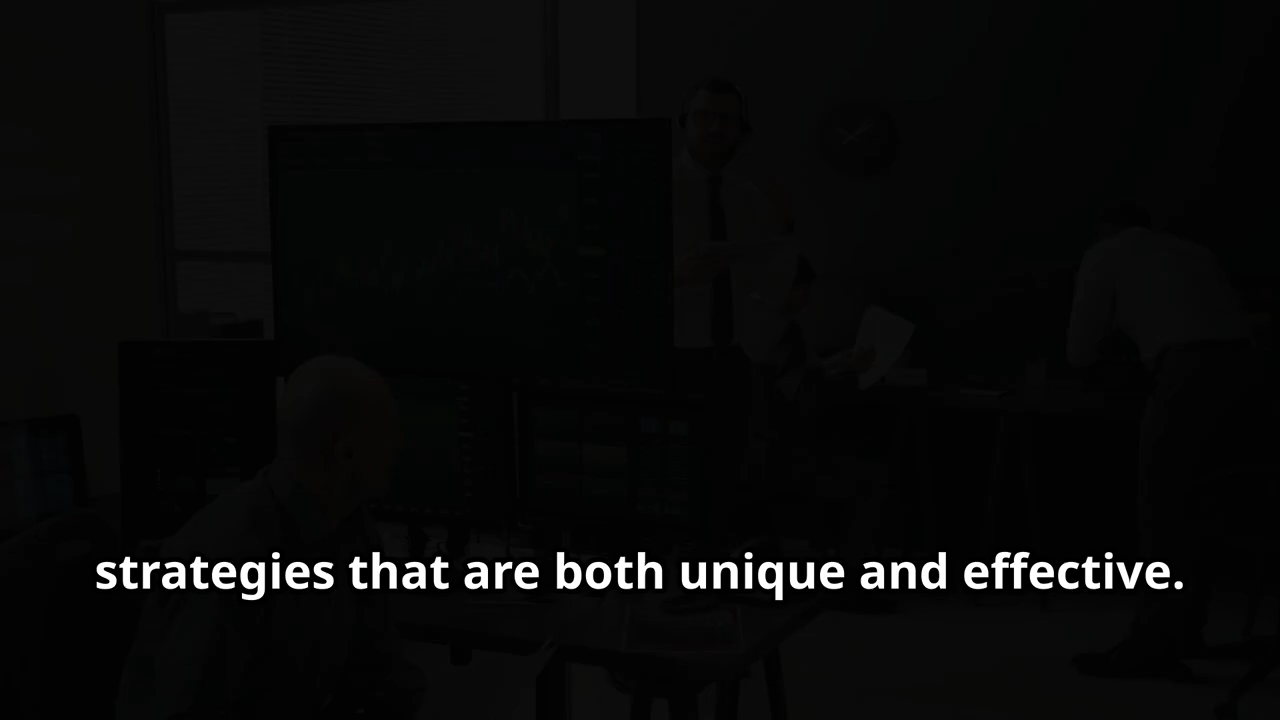 strategies that are both unique and effective.